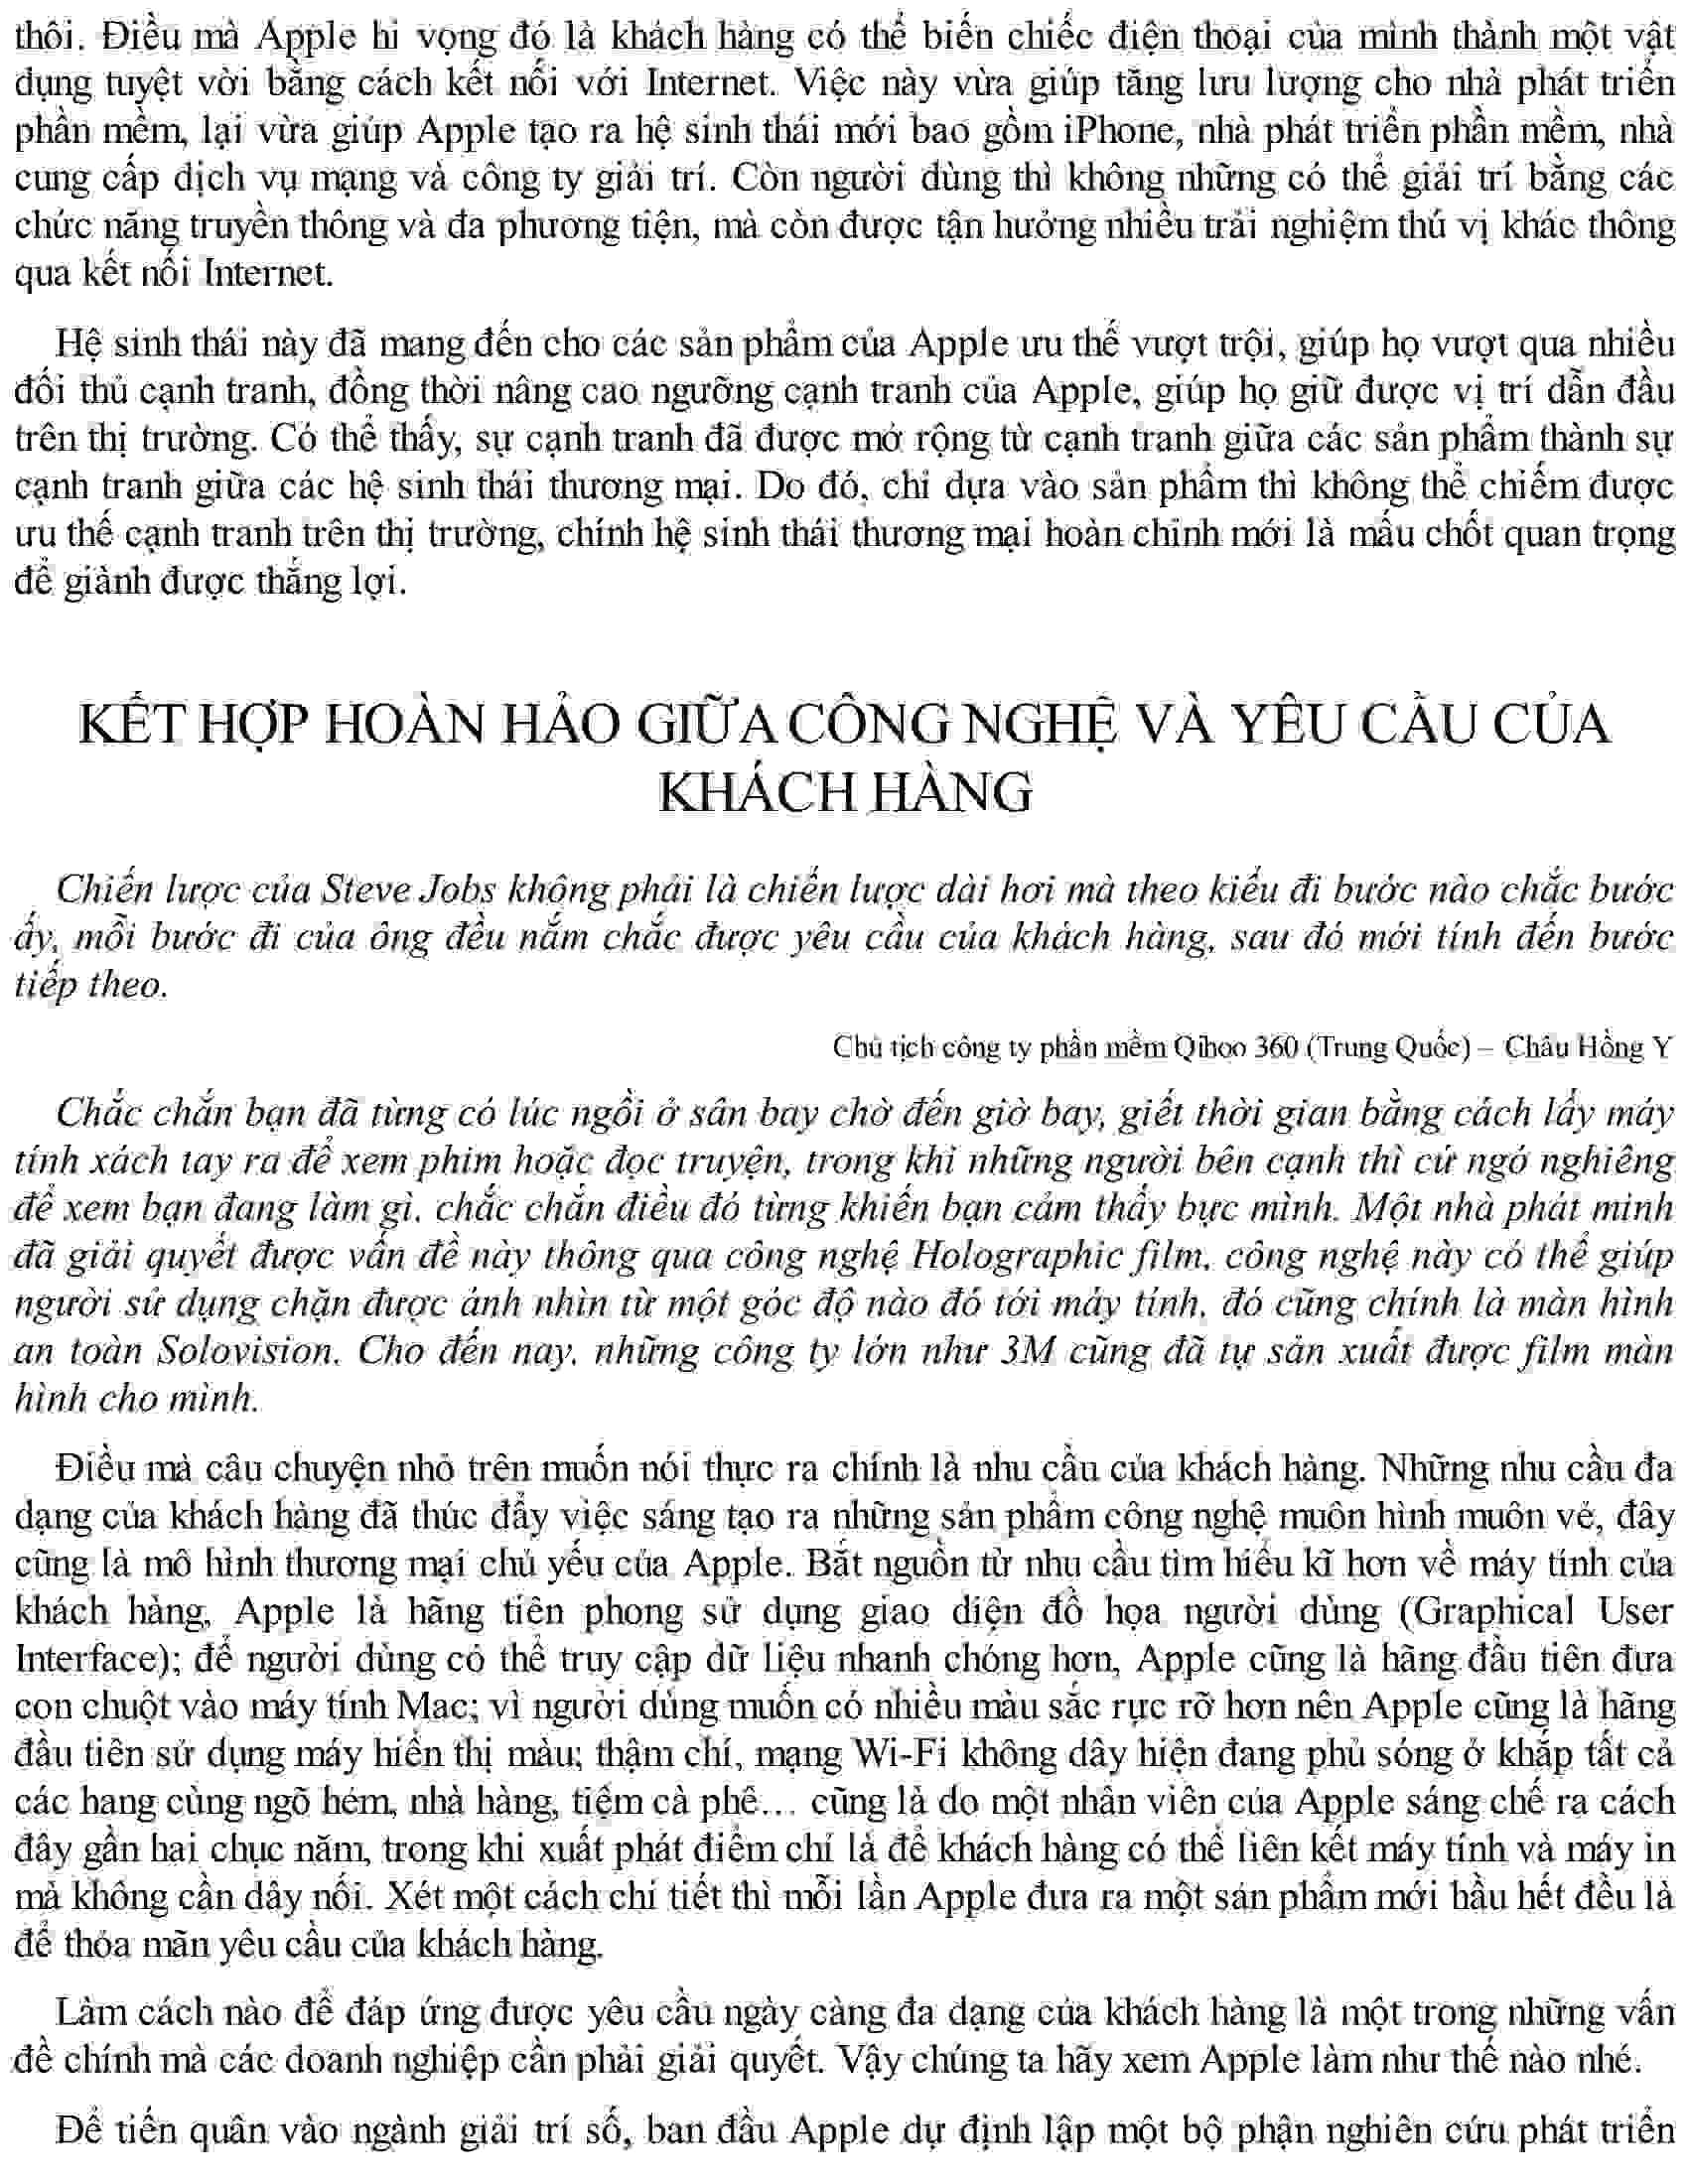 thôi. Điều mà Apple hi vọng đó là khách hàng có thể biến chiếc điện thoại của mình thành một vật
dụng tuyệt vời bằng cách kết nối với Internet. Việc này vừa giúp tăng lưu lượng cho nhà phát triển
phần mềm, lại vừa giúp Apple tạo ra hệ sinh thái mới bao gồm iPhone, nhà phát triển phần mềm, nhà
cung cấp dịch vụ mạng và công ty giải trí. Còn người dùng thì không những có thể giải trí bằng các
chức năng truyền thông và đa phương tiện, mà còn được tận hưởng nhiều trải nghiệm thú vị khác thông
qua kết nối Internet.
Hệ sinh thái này đã mang đến cho các sản phẩm của Apple ưu thế vượt trội, giúp họ vượt qua nhiều
đối thủ cạnh tranh, đồng thời nâng cao ngưỡng cạnh tranh của Apple, giúp họ giữ được vị trí dẫn đầu
trên thị trường. Có thể thấy, sự cạnh tranh đã được mở rộng từ cạnh tranh giữa các sản phẩm thành sự
cạnh tranh giữa các hệ sinh thái thương mại. Do đó, chỉ dựa vào sản phẩm thì không thể chiếm được
ưu thế cạnh tranh trên thị trường, chính hệ sinh thái thương mại hoàn chỉnh mới là mấu chốt quan trọng
để giành được thắng lợi.
KẾT HỢP HOÀN HẢO GIỮA CÔNG NGHỆ VÀ YÊU CẦU CỦA
KHÁCH HÀNG
Chiến lược của Steve Jobs không phải là chiến lược dài hơi mà theo kiểu đi bước nào chắc bước
ấy, mỗi bước đi của ông đều nắm chắc được yêu cầu của khách hàng, sau đó mới tính đến bước
tiếp theo.
Chủ tịch công ty phần mềm Qihoo 360 (Trung Quốc) – Châu Hồng Y
Chắc chắn bạn đã từng có lúc ngồi ở sân bay chờ đến giờ bay, giết thời gian bằng cách lấy máy
tính xách tay ra để xem phim hoặc đọc truyện, trong khi những người bên cạnh thì cứ ngó nghiêng
để xem bạn đang làm gì, chắc chắn điều đó từng khiến bạn cảm thấy bực mình. Một nhà phát minh
đã giải quyết được vấn đề này thông qua công nghệ Holographic film, công nghệ này có thể giúp
người sử dụng chặn được ánh nhìn từ một góc độ nào đó tới máy tính, đó cũng chính là màn hình
an toàn Solovision. Cho đến nay, những công ty lớn như 3M cũng đã tự sản xuất được film màn
hình cho mình.
Điều mà câu chuyện nhỏ trên muốn nói thực ra chính là nhu cầu của khách hàng. Những nhu cầu đa
dạng của khách hàng đã thúc đẩy việc sáng tạo ra những sản phẩm công nghệ muôn hình muôn vẻ, đây
cũng là mô hình thương mại chủ yếu của Apple. Bắt nguồn từ nhu cầu tìm hiểu kĩ hơn về máy tính của
khách hàng, Apple là hãng tiên phong sử dụng giao diện đồ họa người dùng (Graphical User
Interface); để người dùng có thể truy cập dữ liệu nhanh chóng hơn, Apple cũng là hãng đầu tiên đưa
con chuột vào máy tính Mac; vì người dùng muốn có nhiều màu sắc rực rỡ hơn nên Apple cũng là hãng
đầu tiên sử dụng máy hiển thị màu; thậm chí, mạng Wi-Fi không dây hiện đang phủ sóng ở khắp tất cả
các hang cùng ngõ hẻm, nhà hàng, tiệm cà phê… cũng là do một nhân viên của Apple sáng chế ra cách
đây gần hai chục năm, trong khi xuất phát điểm chỉ là để khách hàng có thể liên kết máy tính và máy in
mà không cần dây nối. Xét một cách chi tiết thì mỗi lần Apple đưa ra một sản phẩm mới hầu hết đều là
để thỏa mãn yêu cầu của khách hàng.
Làm cách nào để đáp ứng được yêu cầu ngày càng đa dạng của khách hàng là một trong những vấn
đề chính mà các doanh nghiệp cần phải giải quyết. Vậy chúng ta hãy xem Apple làm như thế nào nhé.
Để tiến quân vào ngành giải trí số, ban đầu Apple dự định lập một bộ phận nghiên cứu phát triển